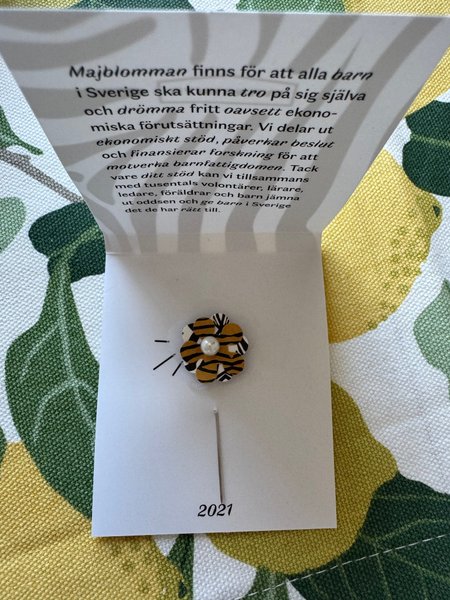 Majblomman finns för att alla barn
i Sverige ska kunna tro på sig själva
och drömma fritt oavsett ekono-
miska förutsättningar. Vi delar ut
ekonomiskt stöd, påverkar beslut
och finansierar forskning för att
motverka barnfattigdomen. Tack
vare ditt stöd kan vi tillsammans
med tusentals volontärer, lärare,
ledare, föräldrar och barn jämna
ut oddsen och ge barn i Sverige
det de har rätt till.
2021